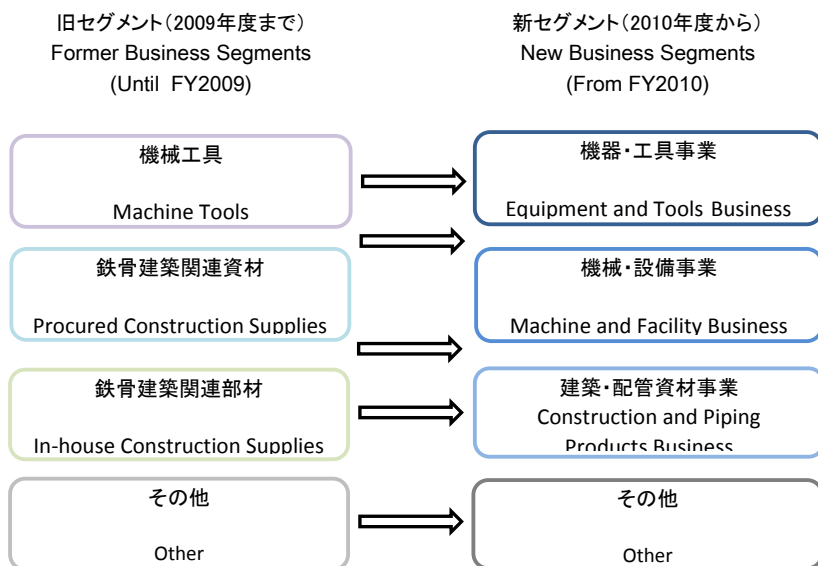 旧セグメント（2009年度まで）
Former Business Segments
(Until FY2009)
新セグメント（2010年度から）
New Business Segments
(From FY2010)
機械工具
Machine Tools
機器・工具事業
Equipment and Tools Business
鉄骨建築関連資材
Procured Construction Supplies
機械・設備事業
Machine and Facility Business
鉄骨建築関連部材
In-house Construction Supplies
建築・配管資材事業
Construction and Piping
Products Business
その他
Other
その他
Other